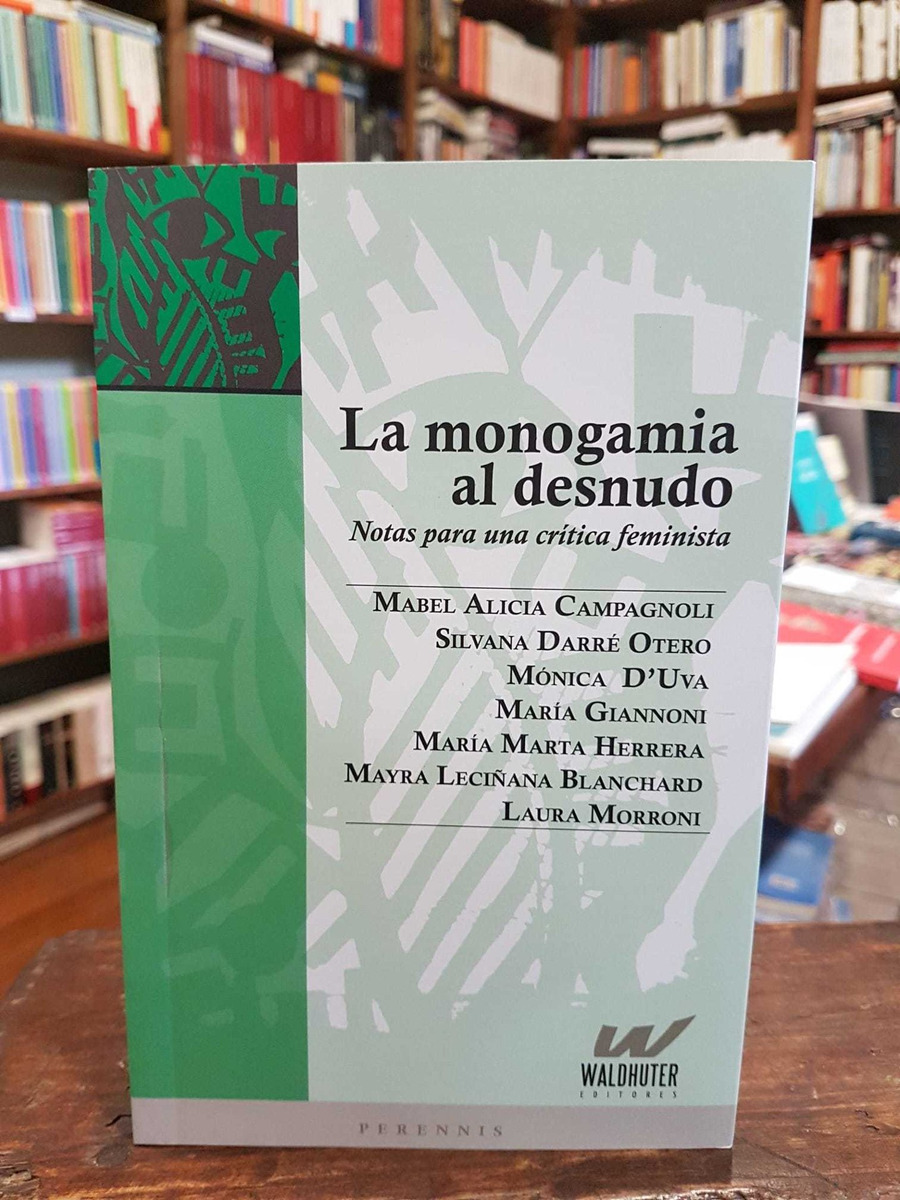 La monogamia
al desnudo
Notas para una crítica feminista
MABEL ALICIA CAMPAGNOLI
SILVANA DARRÉ OTERO
MÓNICA D'UVA
MARÍA GIANNONI
MARÍA MARTA HERRERA
MAYRA LECIÑANA BLANCHARD
LAURA MORRONI
WALDHUTER
EDITORES
PERENNIS